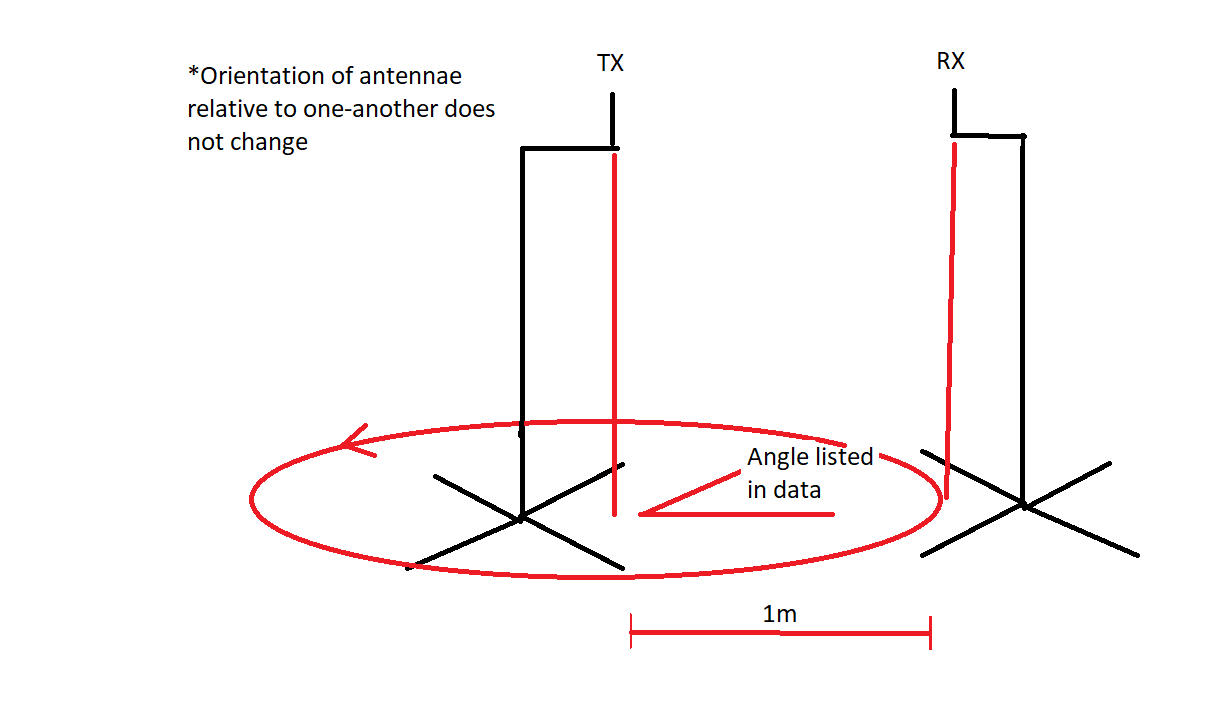 TX
RX
*Orientation of antennae
relative to one-another does
not change
Angle listed
in data
1m